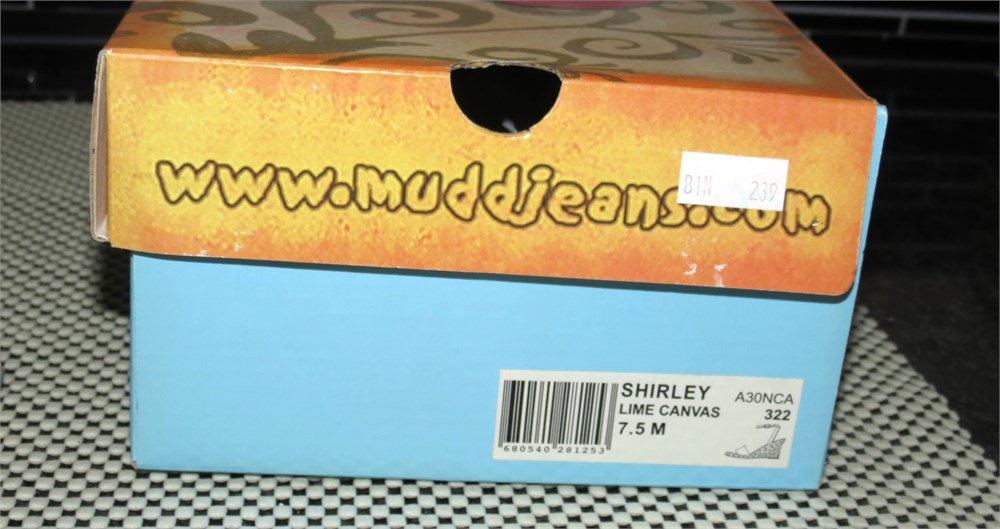 www.muddjeans.com
BIN 239
SHIRLEY A30NCA
LIME CANVAS 322
7.5 M
680540 281253